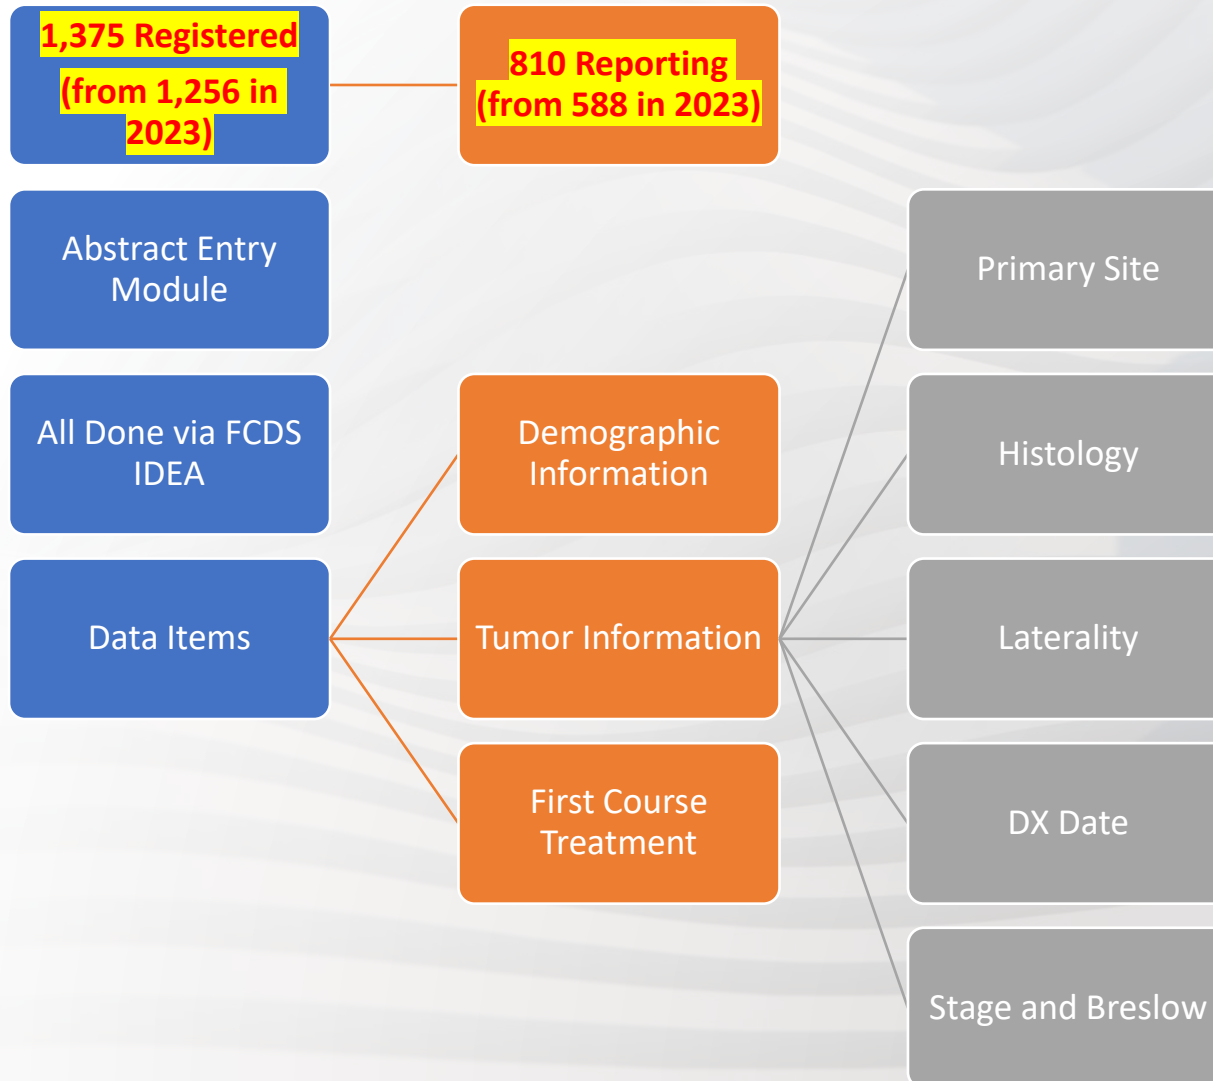 1,375 Registered
(from 1,256 in
2023)
810 Reporting
(from 588 in 2023)
Abstract Entry
Module
Primary Site
All Done via FCDS
IDEA
Demographic
Information
Histology
Data Items
Tumor Information
Laterality
First Course
Treatment
DX Date
Stage and Breslow